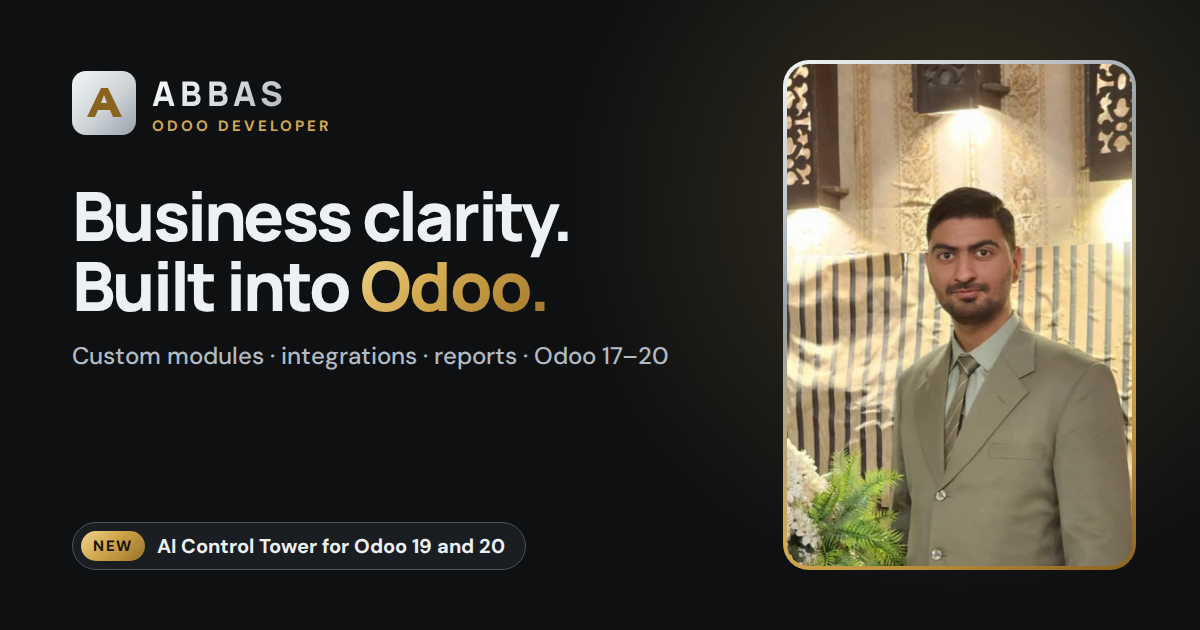 A
ABBAS
ODOO DEVELOPER
Business clarity.
Built into Odoo.
Custom modules · integrations · reports · Odoo 17–20
NEW AI Control Tower for Odoo 19 and 20